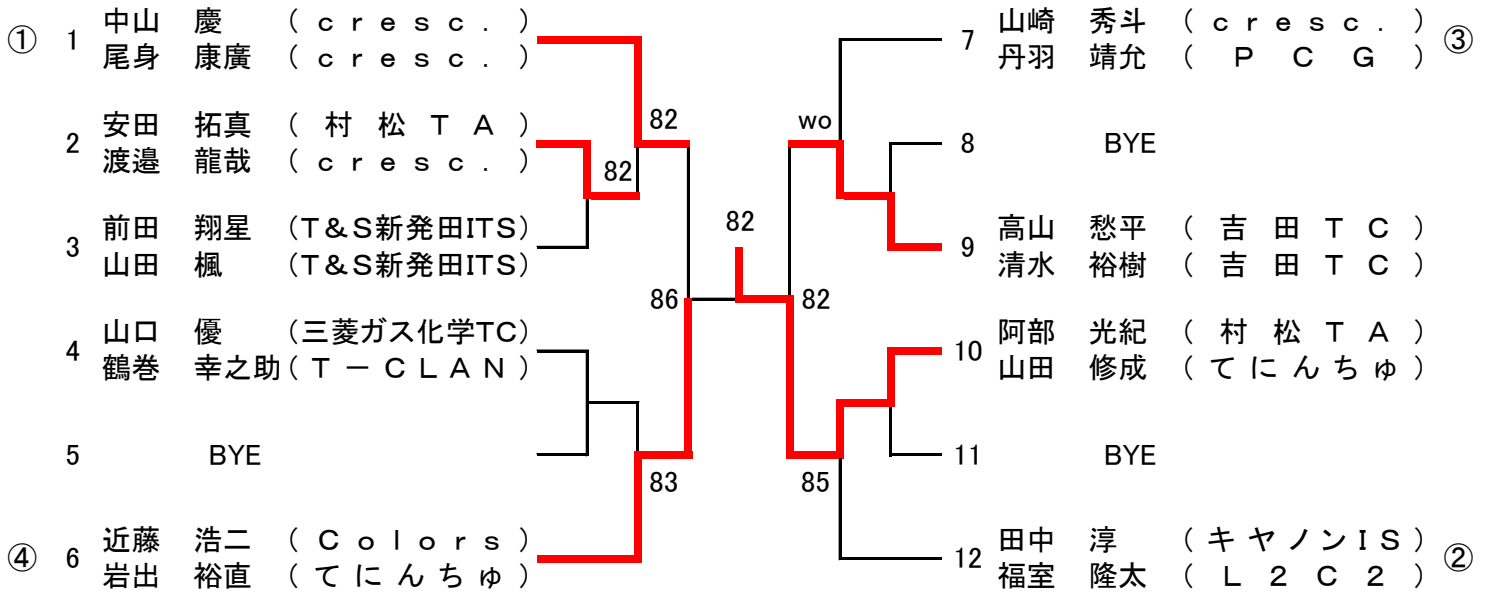 ① 1 中山 慶 (cresc.)
尾身 康廣 (cresc.)
2 安田 拓真 (村松TA)
渡邉 龍哉 (cresc.)
3 前田 翔星 (T&S新発田ITS)
山田 楓 (T&S新発田ITS)
4 山口 優 (三菱ガス化学TC)
鶴巻 幸之助 (T-CLAN)
5 BYE
④ 6 近藤 浩二 (Colors)
岩出 裕直 (てにんちゅ)
82
82
86
83
82
wo
82
85
7 山崎 秀斗 (cresc.) ③
丹羽 靖允 (PCG)
8 BYE
9 高山 愁平 (吉田TC)
清水 裕樹 (吉田TC)
10 阿部 光紀 (村松TA)
山田 修成 (てにんちゅ)
11 BYE
12 田中 淳 (キヤノンIS) ②
福室 隆太 (L2C2)